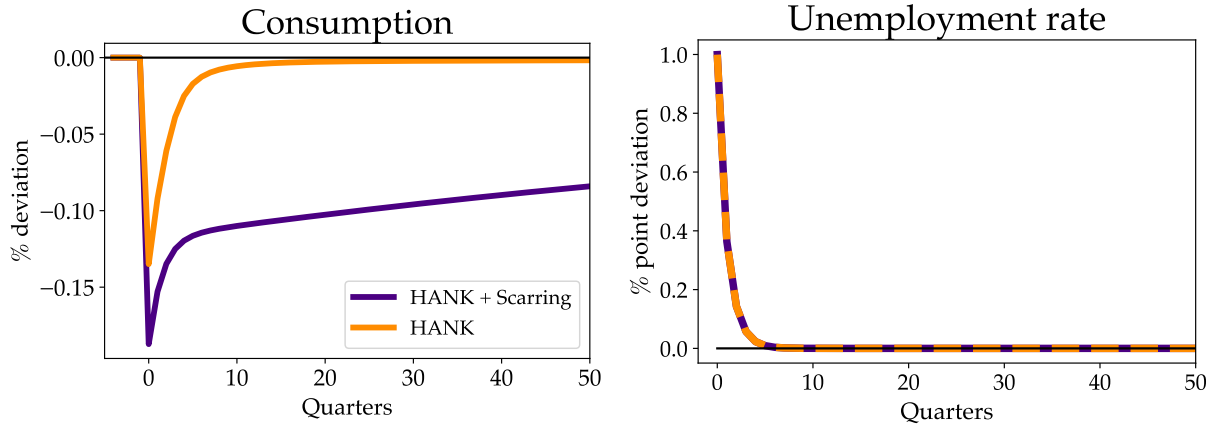 Consumption
0.00
−0.05
−0.10
−0.15
% deviation
HANK + Scarring
HANK
0 10 20 30 40 50
Quarters
Unemployment rate
1.0
0.8
0.6
0.4
0.2
0.0
% point deviation
0 10 20 30 40 50
Quarters